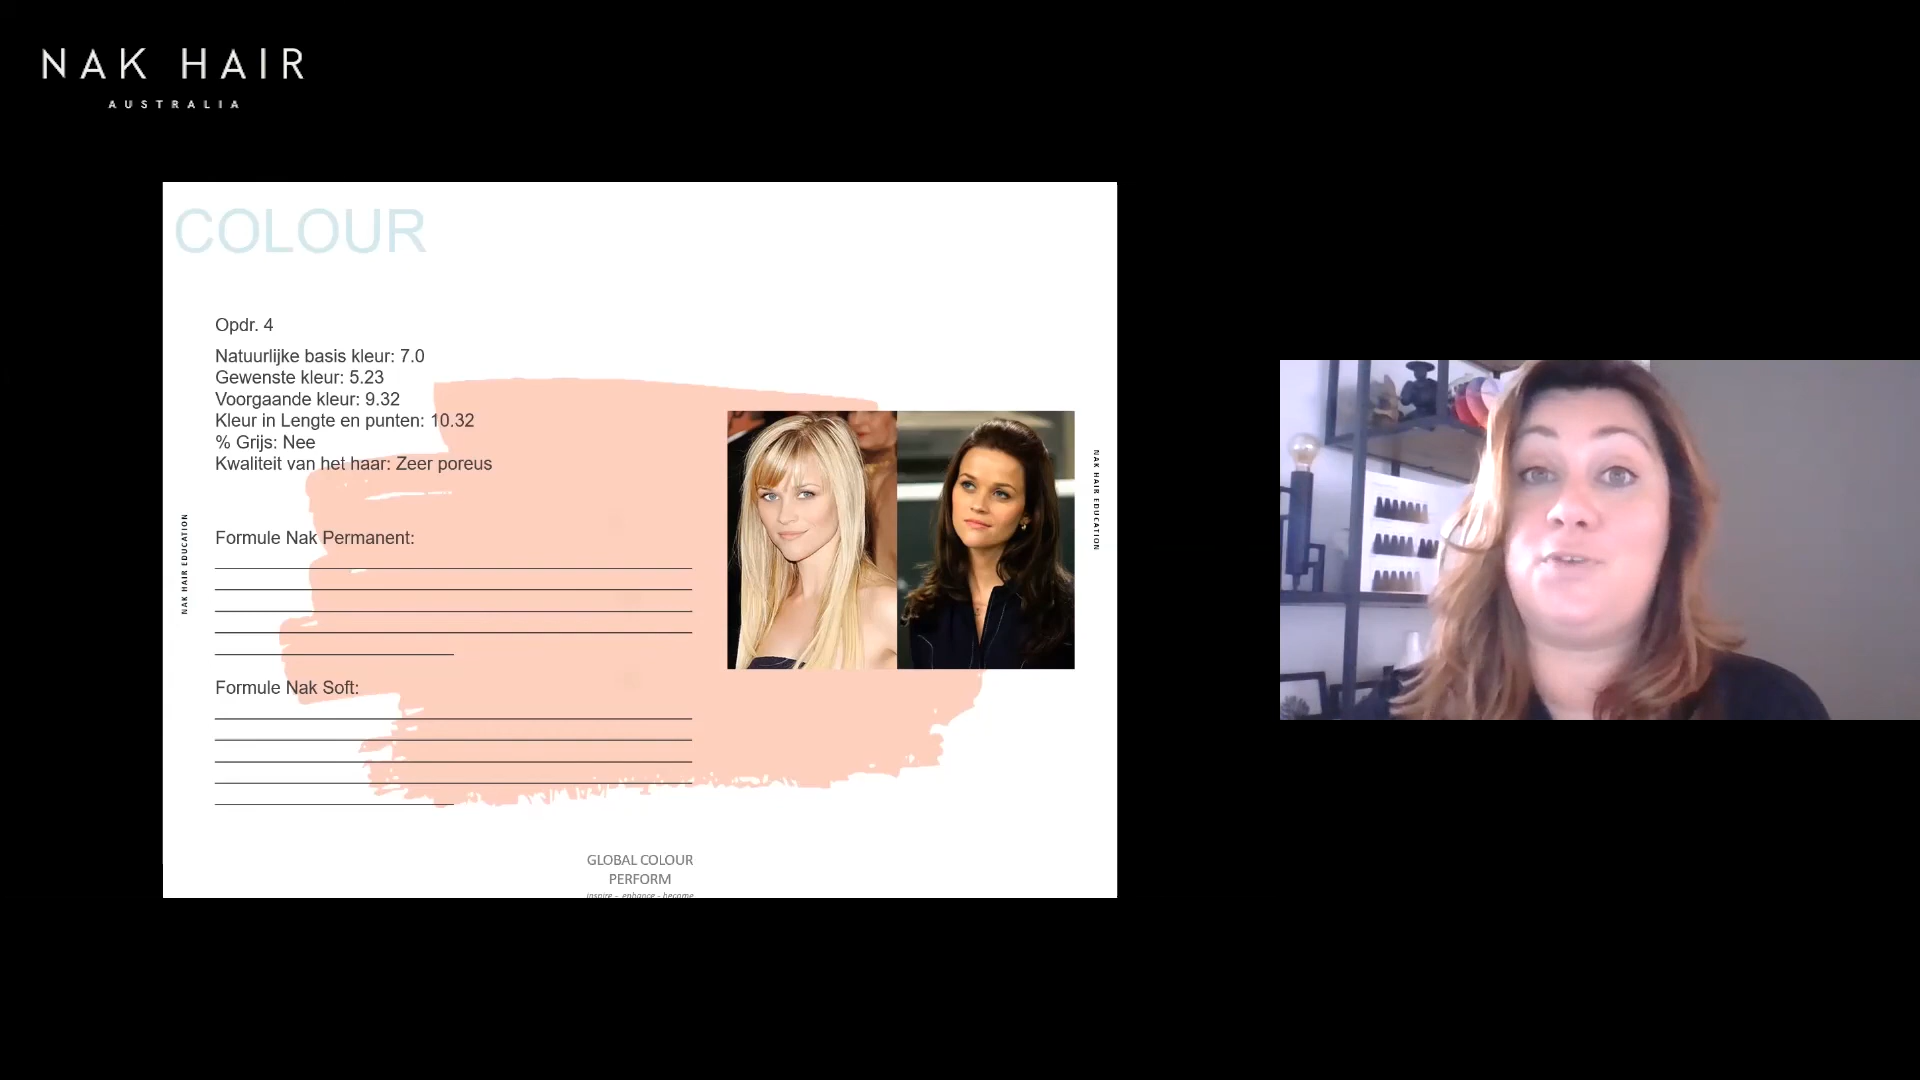 NAK HAIR
AUSTRALIA
COLOUR
Opdr. 4
Natuurlijke basis kleur: 7.0
Gewenste kleur: 5.23
Voorgaande kleur: 9.32
Kleur in Lengte en punten: 10.32
% Grijs: Nee
Kwaliteit van het haar: Zeer poreus
Formule Nak Permanent:
Formule Nak Soft:
NAK HAIR EDUCATION
NAK HAIR EDUCATION
GLOBAL COLOUR
PERFORM
inspire – enhance - become